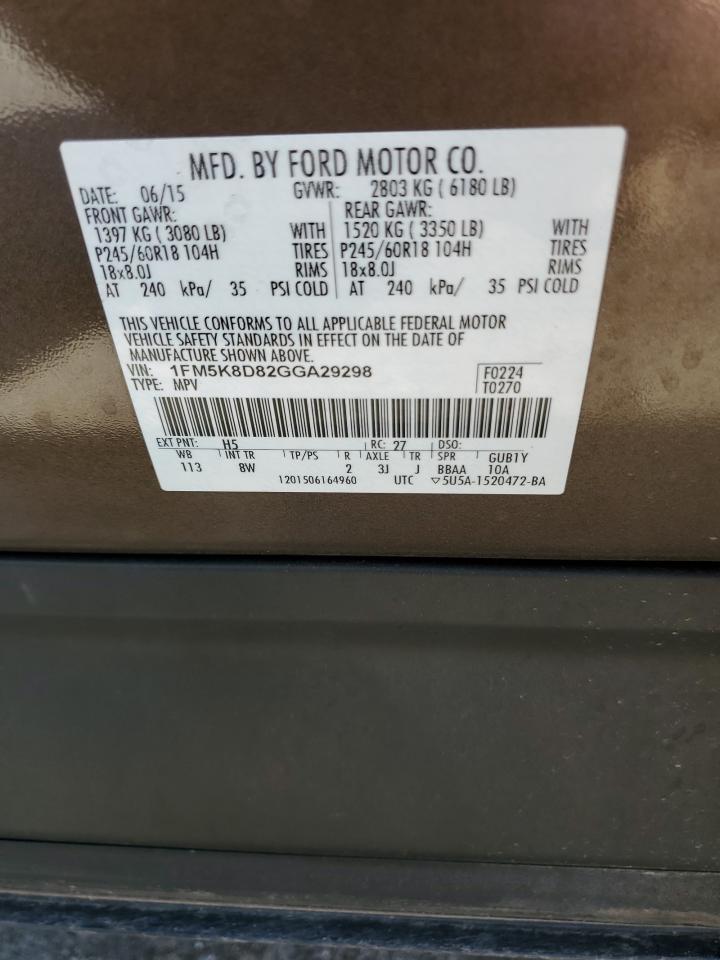 MFD. BY FORD MOTOR CO.
DATE: 06/15 GVWR: 2803 KG ( 6180 LB)
FRONT GAWR: REAR GAWR:
1397 KG ( 3080 LB) WITH 1520 KG ( 3350 LB) WITH
P245/60R18 104H TIRES P245/60R18 104H TIRES
18x8.0J RIMS 18x8.0J RIMS
AT 240 kPa/ 35 PSI COLD AT 240 kPa/ 35 PSI COLD
THIS VEHICLE CONFORMS TO ALL APPLICABLE FEDERAL MOTOR
VEHICLE SAFETY STANDARDS IN EFFECT ON THE DATE OF
MANUFACTURE SHOWN ABOVE.
VIN: 1FM5K8D82GGA29298 F0224
TYPE: MPV T0270
EXT PNT: H5 RC: 27 DSO:
WB INT TR TP/PS R AXLE TR SPR GUB1Y
113 8W 2 3J J BBAA 10A
1201506164960 UTC ▽5U5A-1520472-BA